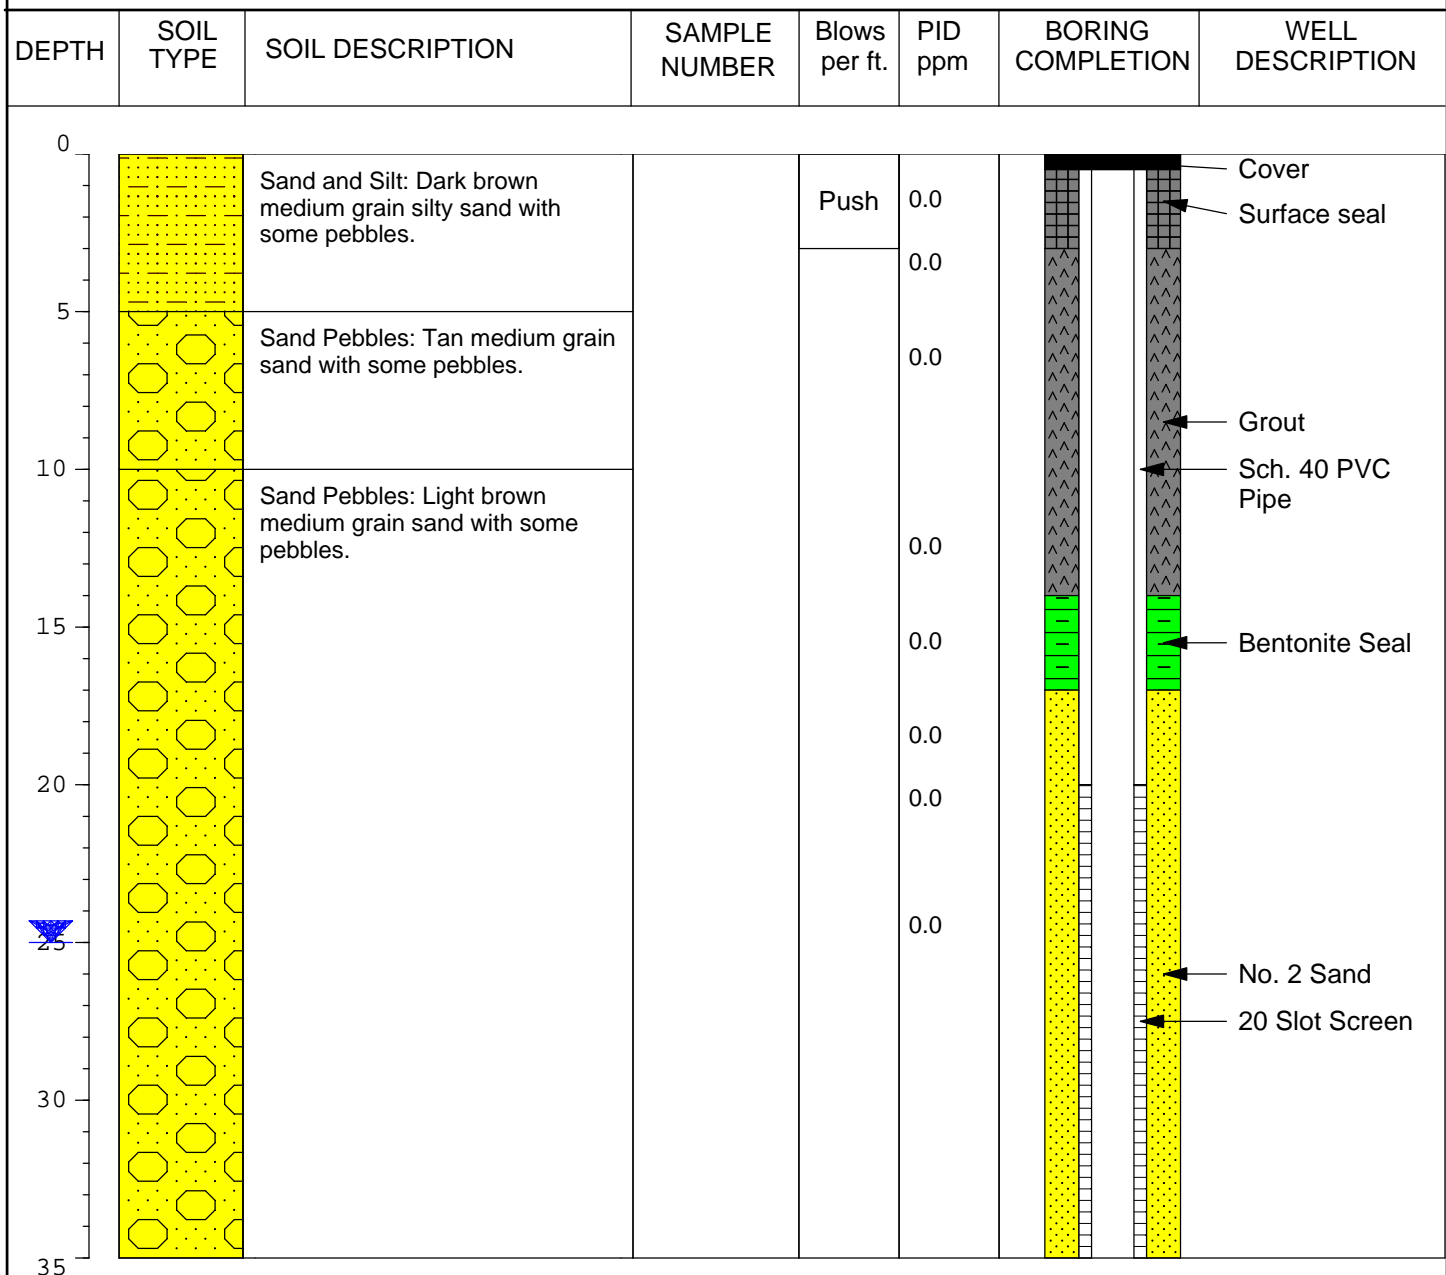 DEPTH
SOIL
TYPE
SOIL DESCRIPTION
SAMPLE
NUMBER
Blows
per ft.
PID
ppm
BORING
COMPLETION
WELL
DESCRIPTION
0
Sand and Silt: Dark brown
medium grain silty sand with
some pebbles.
Push
0.0
Cover
Surface seal
0.0
5
Sand Pebbles: Tan medium grain
sand with some pebbles.
0.0
Grout
10
Sand Pebbles: Light brown
medium grain sand with some
pebbles.
Sch. 40 PVC
Pipe
0.0
15
0.0
Bentonite Seal
0.0
20
0.0
0.0
25
No. 2 Sand
20 Slot Screen
30
35